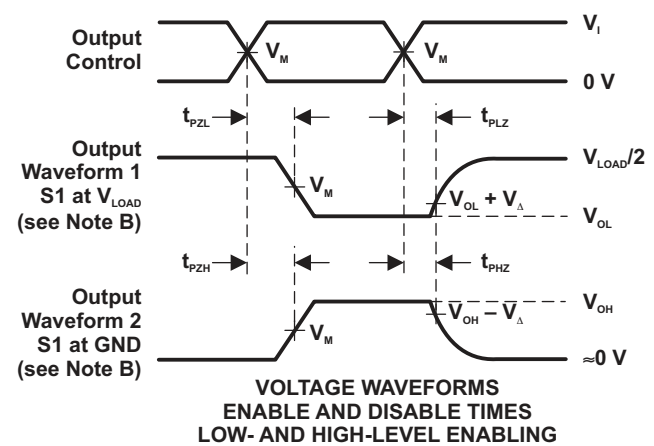 Output
Control
V_M
V_M
V_I
0 V
t_PZL
t_PLZ
Output
Waveform 1
S1 at V_LOAD
(see Note B)
V_M
V_OL + V_Δ
V_LOAD/2
V_OL
t_PZH
t_PHZ
Output
Waveform 2
S1 at GND
(see Note B)
V_M
V_OH − V_Δ
V_OH
≈0 V
VOLTAGE WAVEFORMS
ENABLE AND DISABLE TIMES
LOW- AND HIGH-LEVEL ENABLING